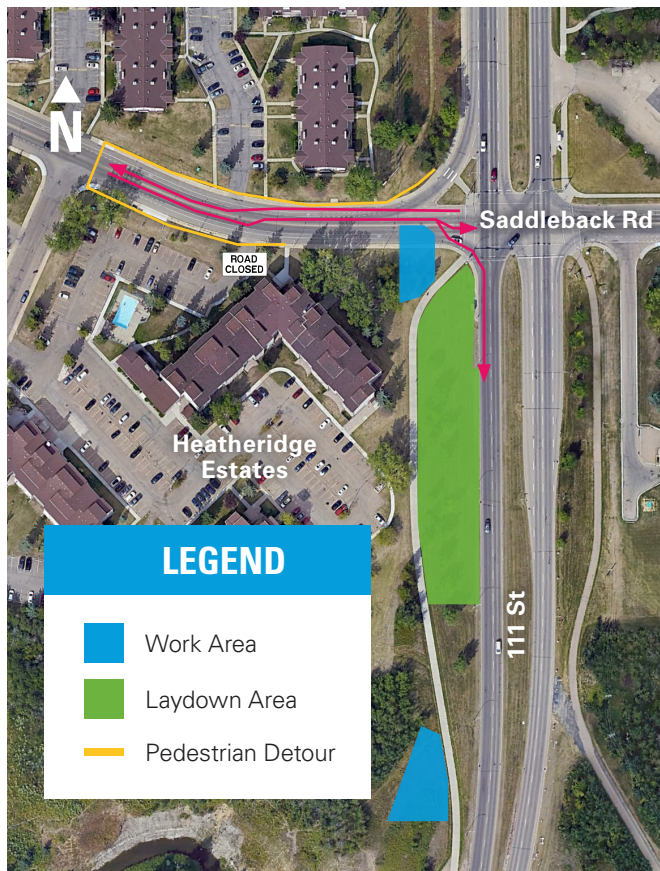 N
Saddleback Rd
ROAD
CLOSED
Heatheridge
Estates
111 St
LEGEND
Work Area
Laydown Area
Pedestrian Detour